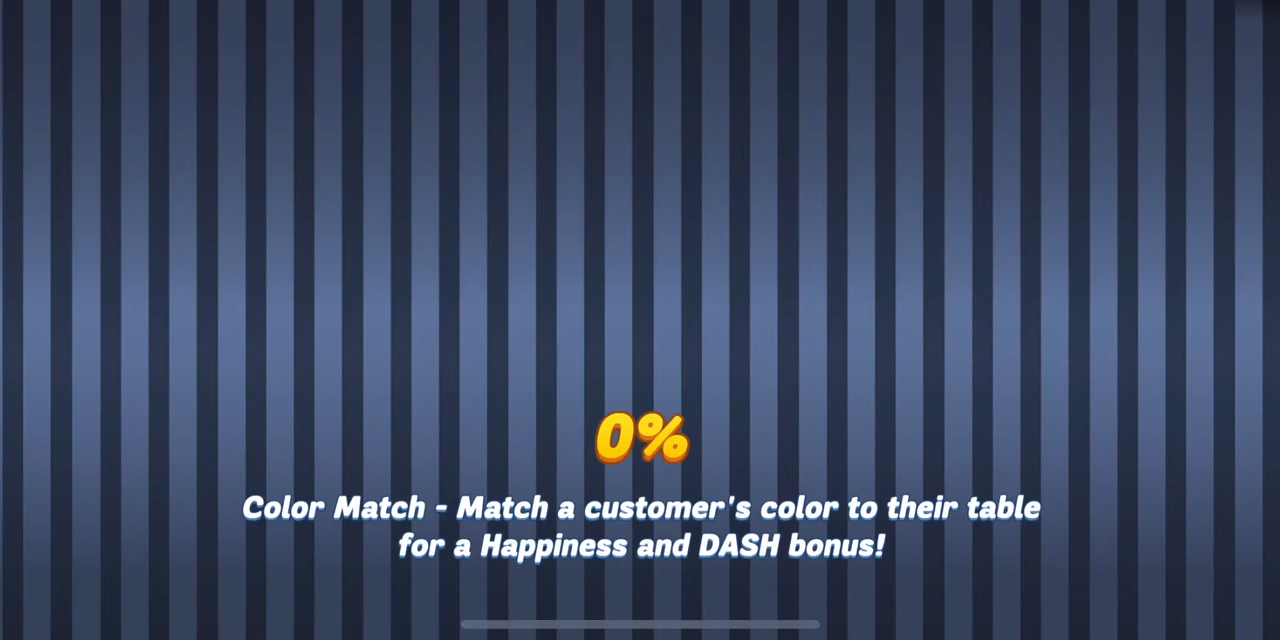 0%
Color Match - Match a customer's color to their table
for a Happiness and DASH bonus!